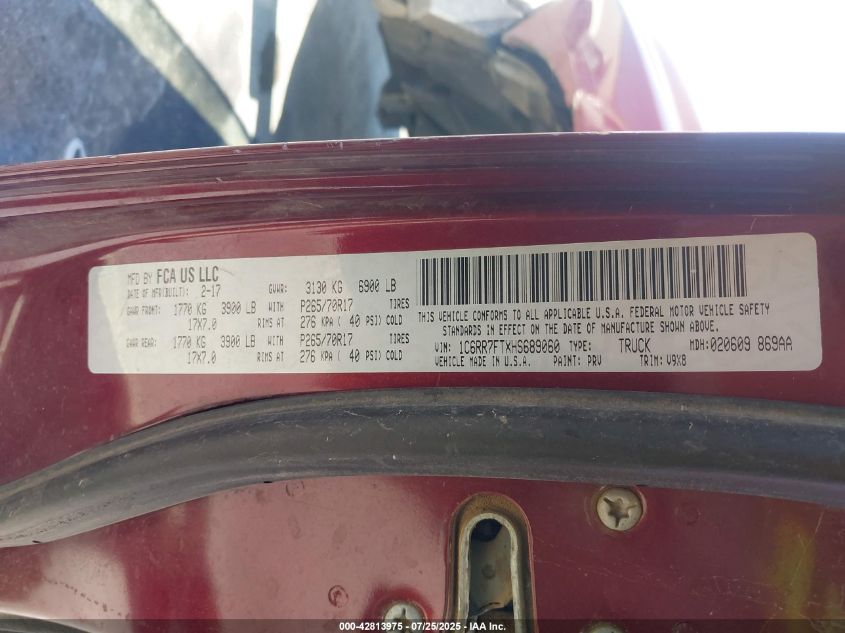 MFD BY FCA US LLC
DATE OF MFD(BUILT): 2-17 GVWR: 3130 KG 6900 LB
GAWR FRONT: 1770 KG 3900 LB WITH P265/70R17 TIRES
17X7.0 RIMS AT 276 KPA ( 40 PSI) COLD
GAWR REAR: 1770 KG 3900 LB WITH P265/70R17 TIRES
17X7.0 RIMS AT 276 KPA ( 40 PSI) COLD
THIS VEHICLE CONFORMS TO ALL APPLICABLE U.S.A. FEDERAL MOTOR VEHICLE SAFETY
STANDARDS IN EFFECT ON THE DATE OF MANUFACTURE SHOWN ABOVE.
VIN: 1C6RR7FTXHS689060 TYPE: TRUCK MDH:020609 869AA
VEHICLE MADE IN U.S.A. PAINT: PRV TRIM: V9X8
000-42813975 - 07/25/2025 - IAA Inc.